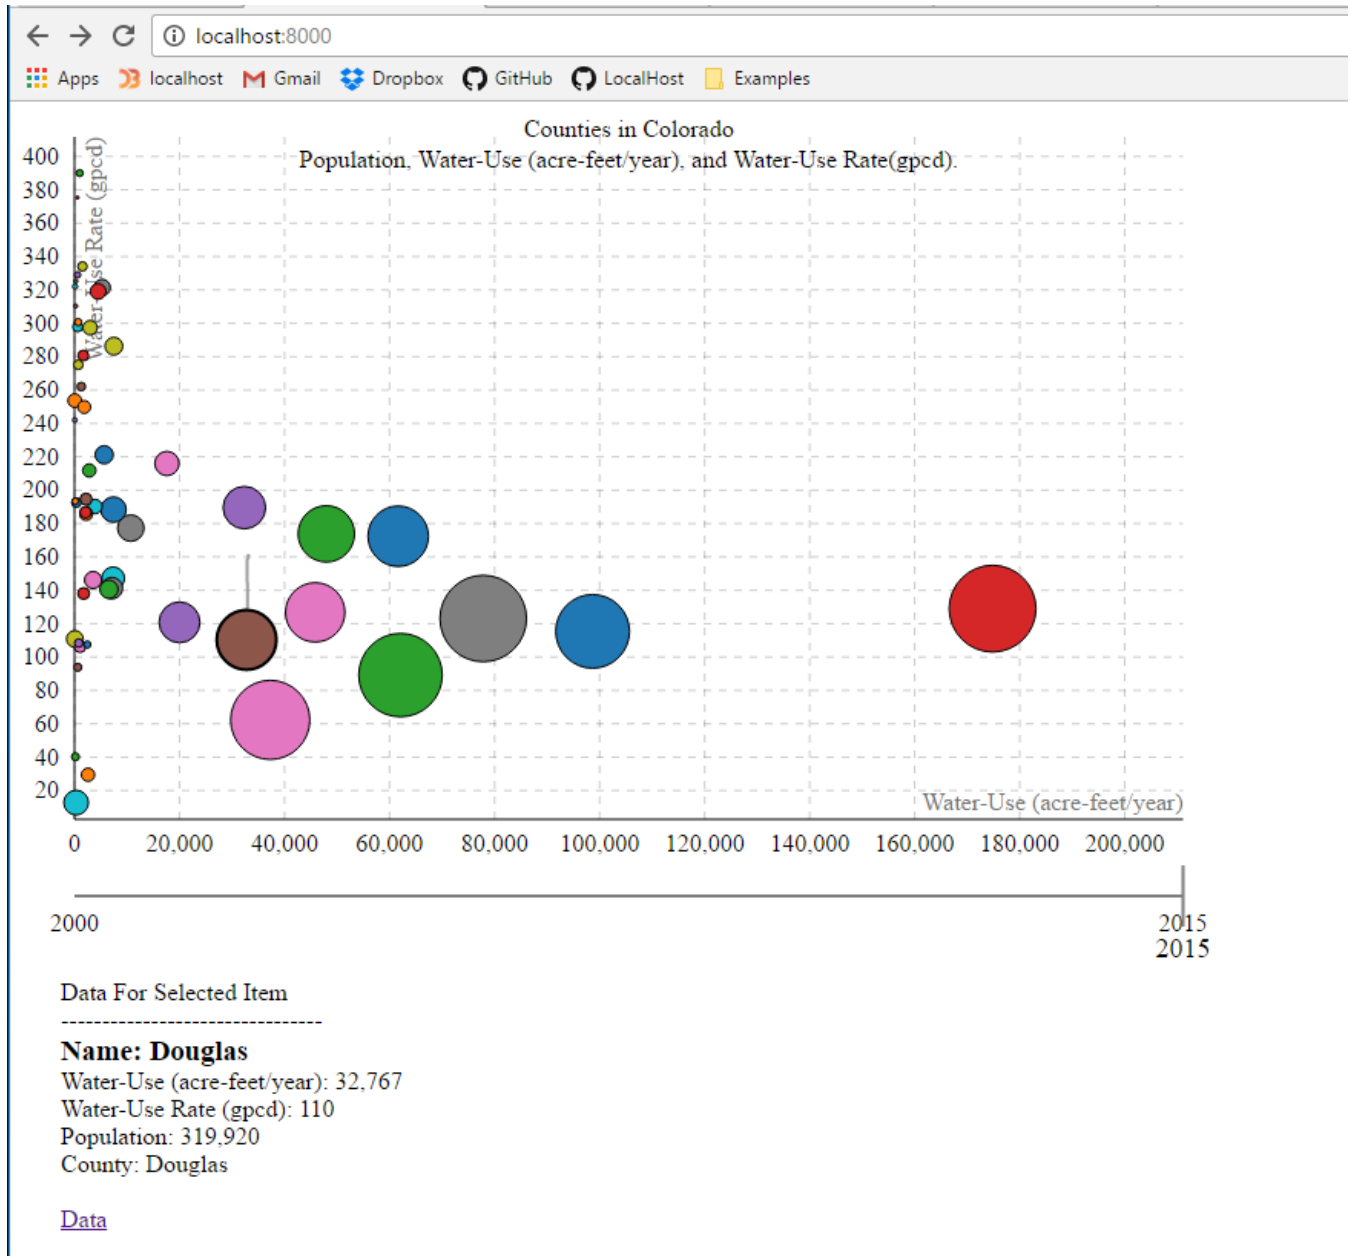 localhost:8000
Apps localhost Gmail Dropbox GitHub LocalHost Examples
Counties in Colorado
Population, Water-Use (acre-feet/year), and Water-Use Rate(gpcd).
Water-Use Rate (gpcd)
400
380
360
340
320
300
280
260
240
220
200
180
160
140
120
100
80
60
40
20
Water-Use (acre-feet/year)
0 20,000 40,000 60,000 80,000 100,000 120,000 140,000 160,000 180,000 200,000
2000 2015
2015
Data For Selected Item
--------------------------------
Name: Douglas
Water-Use (acre-feet/year): 32,767
Water-Use Rate (gpcd): 110
Population: 319,920
County: Douglas
Data